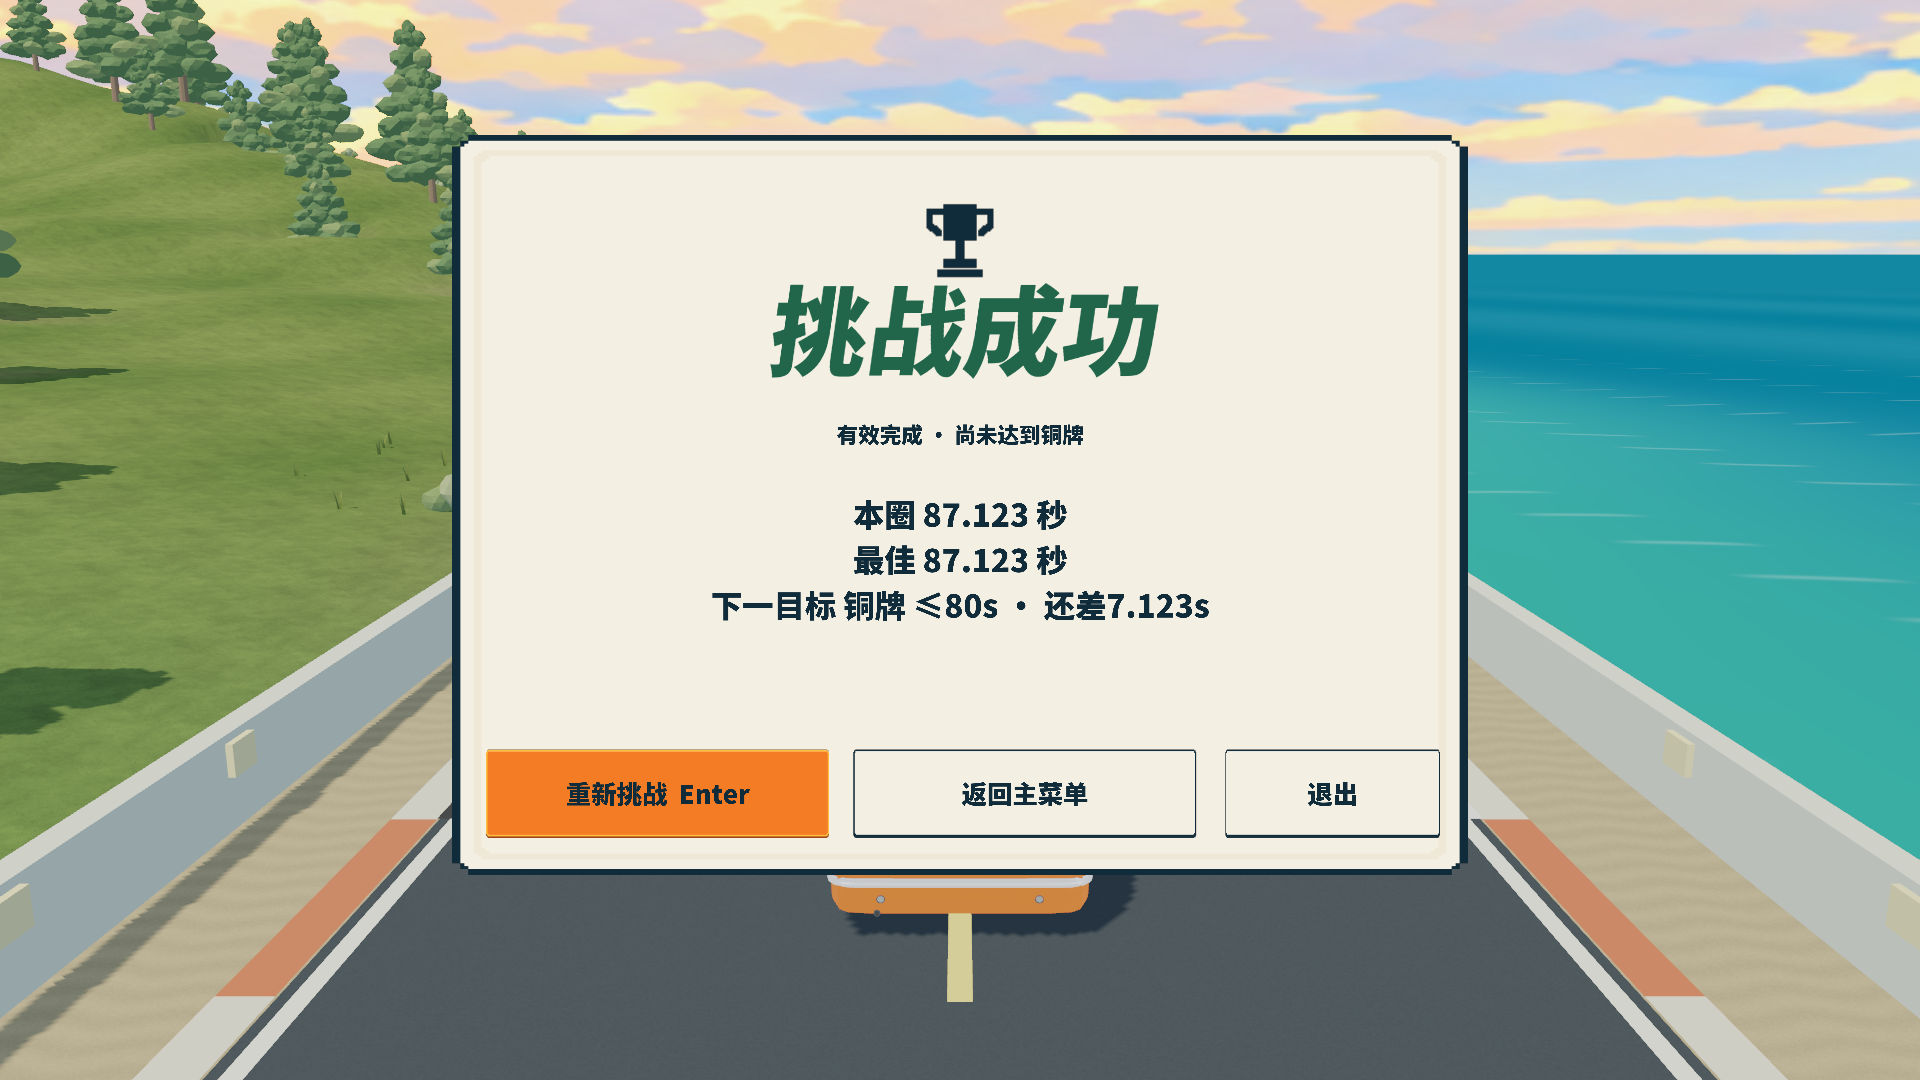 挑战成功
有效完成 · 尚未达到铜牌
本圈 87.123 秒
最佳 87.123 秒
下一目标 铜牌 ≤80s · 还差7.123s
重新挑战 Enter
返回主菜单
退出